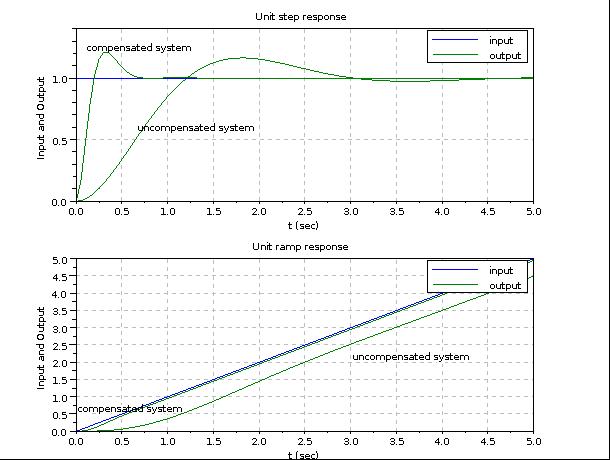 Unit step response
compensated system
input
output
1.0
Input and Output
uncompensated system
0.5
0.0
0.0 0.5 1.0 1.5 2.0 2.5 3.0 3.5 4.0 4.5 5.0
t (sec)
Unit ramp response
5.0
input
4.5
output
4.0
3.5
3.0
Input and Output
2.5
uncompensated system
2.0
1.5
1.0
compensated system
0.5
0.0
0.0 0.5 1.0 1.5 2.0 2.5 3.0 3.5 4.0 4.5 5.0
t (sec)